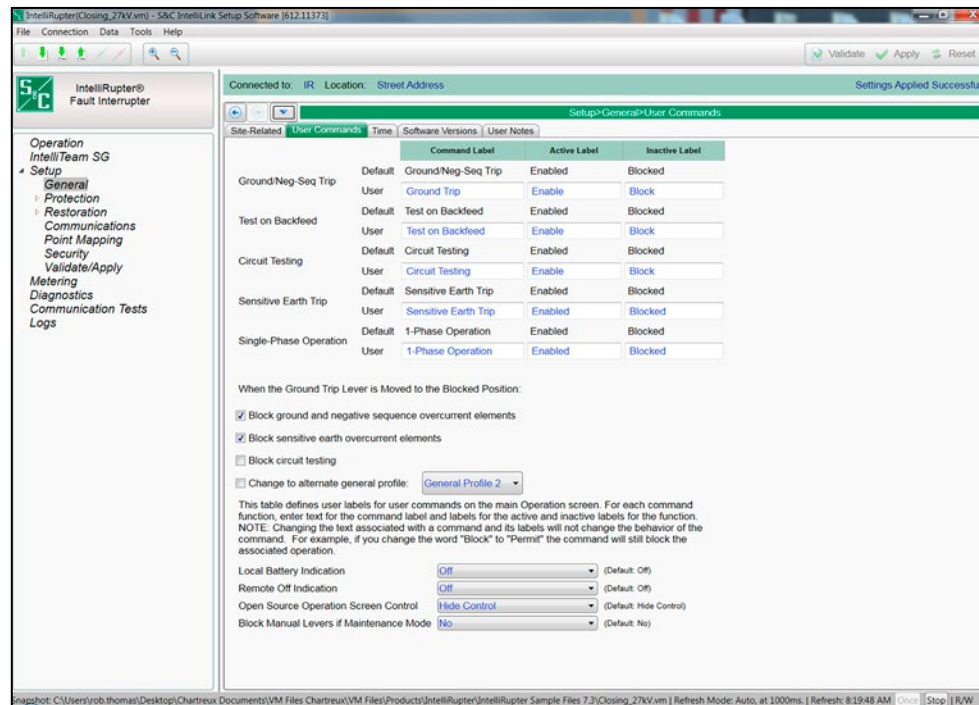 IntelliRupter(Closing_27kV.vm) - S&C IntelliLink Setup Software [612.11373]
File Connection Data Tools Help
Validate Apply Reset
S&C
IntelliRupter®
Fault Interrupter
Operation
IntelliTeam SG
Setup
General
Protection
Restoration
Communications
Point Mapping
Security
Validate/Apply
Metering
Diagnostics
Communication Tests
Logs
Connected to: IR Location: Street Address Settings Applied Successfu
Setup>General>User Commands
Site-Related User Commands Time Software Versions User Notes
Command Label Active Label Inactive Label
Ground/Neg-Seq Trip
Default Ground/Neg-Seq Trip Enabled Blocked
User Ground Trip Enable Block
Test on Backfeed
Default Test on Backfeed Enabled Blocked
User Test on Backfeed Enable Block
Circuit Testing
Default Circuit Testing Enabled Blocked
User Circuit Testing Enable Block
Sensitive Earth Trip
Default Sensitive Earth Trip Enabled Blocked
User Sensitive Earth Trip Enabled Blocked
Single-Phase Operation
Default 1-Phase Operation Enabled Blocked
User 1-Phase Operation Enabled Blocked
When the Ground Trip Lever is Moved to the Blocked Position:
Block ground and negative sequence overcurrent elements
Block sensitive earth overcurrent elements
Block circuit testing
Change to alternate general profile: General Profile 2
This table defines user labels for user commands on the main Operation screen. For each command
function, enter text for the command label and labels for the active and inactive labels for the function.
NOTE: Changing the text associated with a command and its labels will not change the behavior of the
command. For example, if you change the word "Block" to "Permit" the command will still block the
associated operation.
Local Battery Indication Off (Default: Off)
Remote Off Indication Off (Default: Off)
Open Source Operation Screen Control Hide Control (Default: Hide Control)
Block Manual Levers if Maintenance Mode No (Default: No)
Snapshot: C:\Users\rob.thomas\Desktop\Chartreux Documents\VM Files Chartreux\VM Files\Products\IntelliRupter\IntelliRupter Sample Files 7.3\Closing_27kV.vm | Refresh Mode: Auto, at 1000ms. | Refresh: 8:19:48 AM Once Stop | R/W